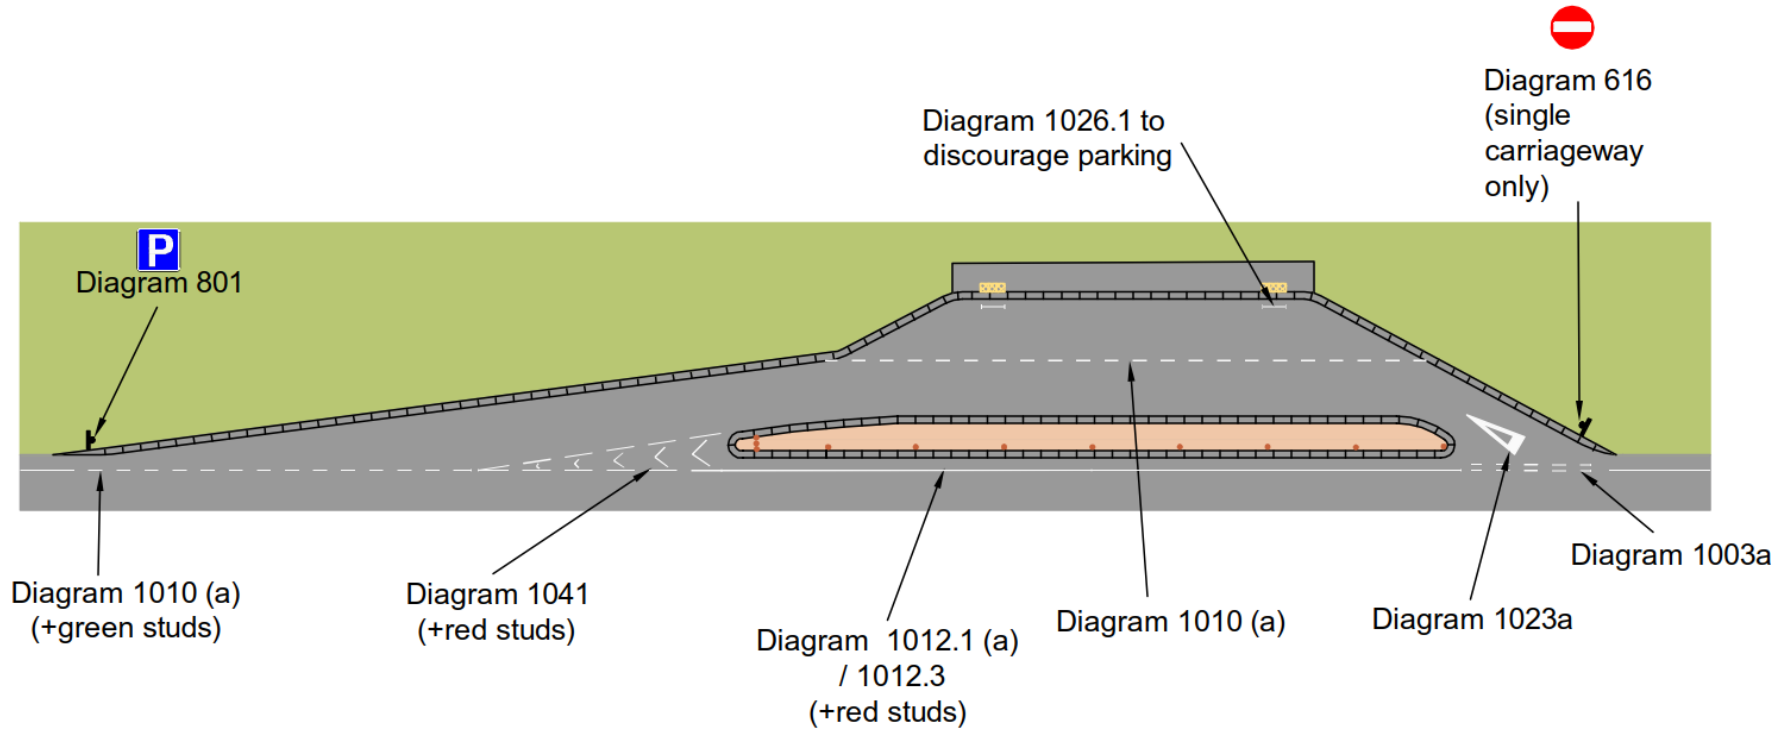 Diagram 616
(single
carriageway
only)
Diagram 1026.1 to
discourage parking
P
Diagram 801
Diagram 1010 (a)
(+green studs)
Diagram 1041
(+red studs)
Diagram 1012.1 (a)
/ 1012.3
(+red studs)
Diagram 1010 (a)
Diagram 1023a
Diagram 1003a